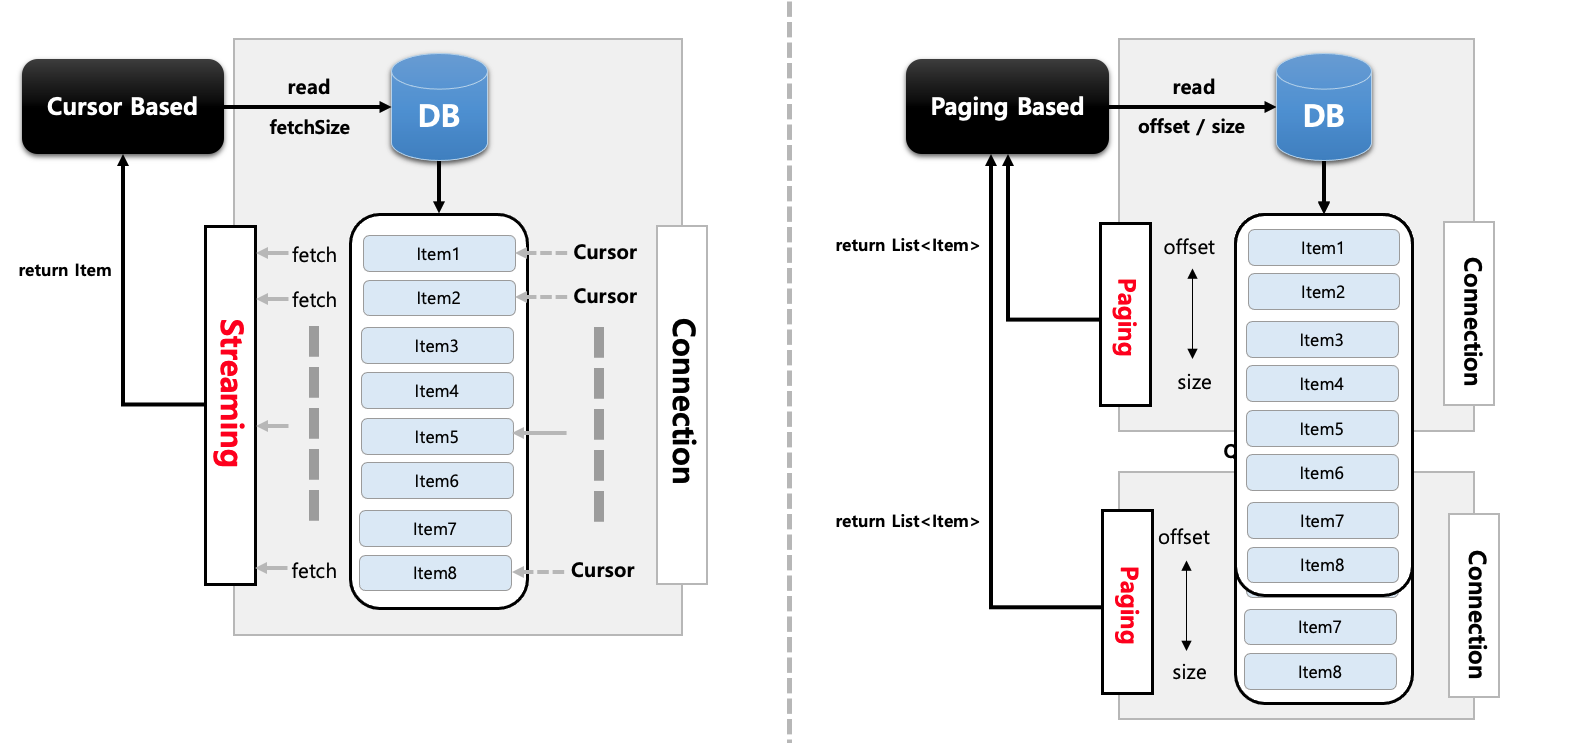 Cursor Based
read
fetchSize
DB
return Item
Streaming
fetch
Item1
Cursor
fetch
Item2
Cursor
Item3
Item4
Item5
Item6
Item7
fetch
Item8
Cursor
Connection
Paging Based
read
offset / size
DB
return List<Item>
Paging
offset
size
Item1
Item2
Item3
Item4
Item5
Item6
Item7
Item8
Connection
return List<Item>
Paging
offset
size
Item7
Item8
Connection